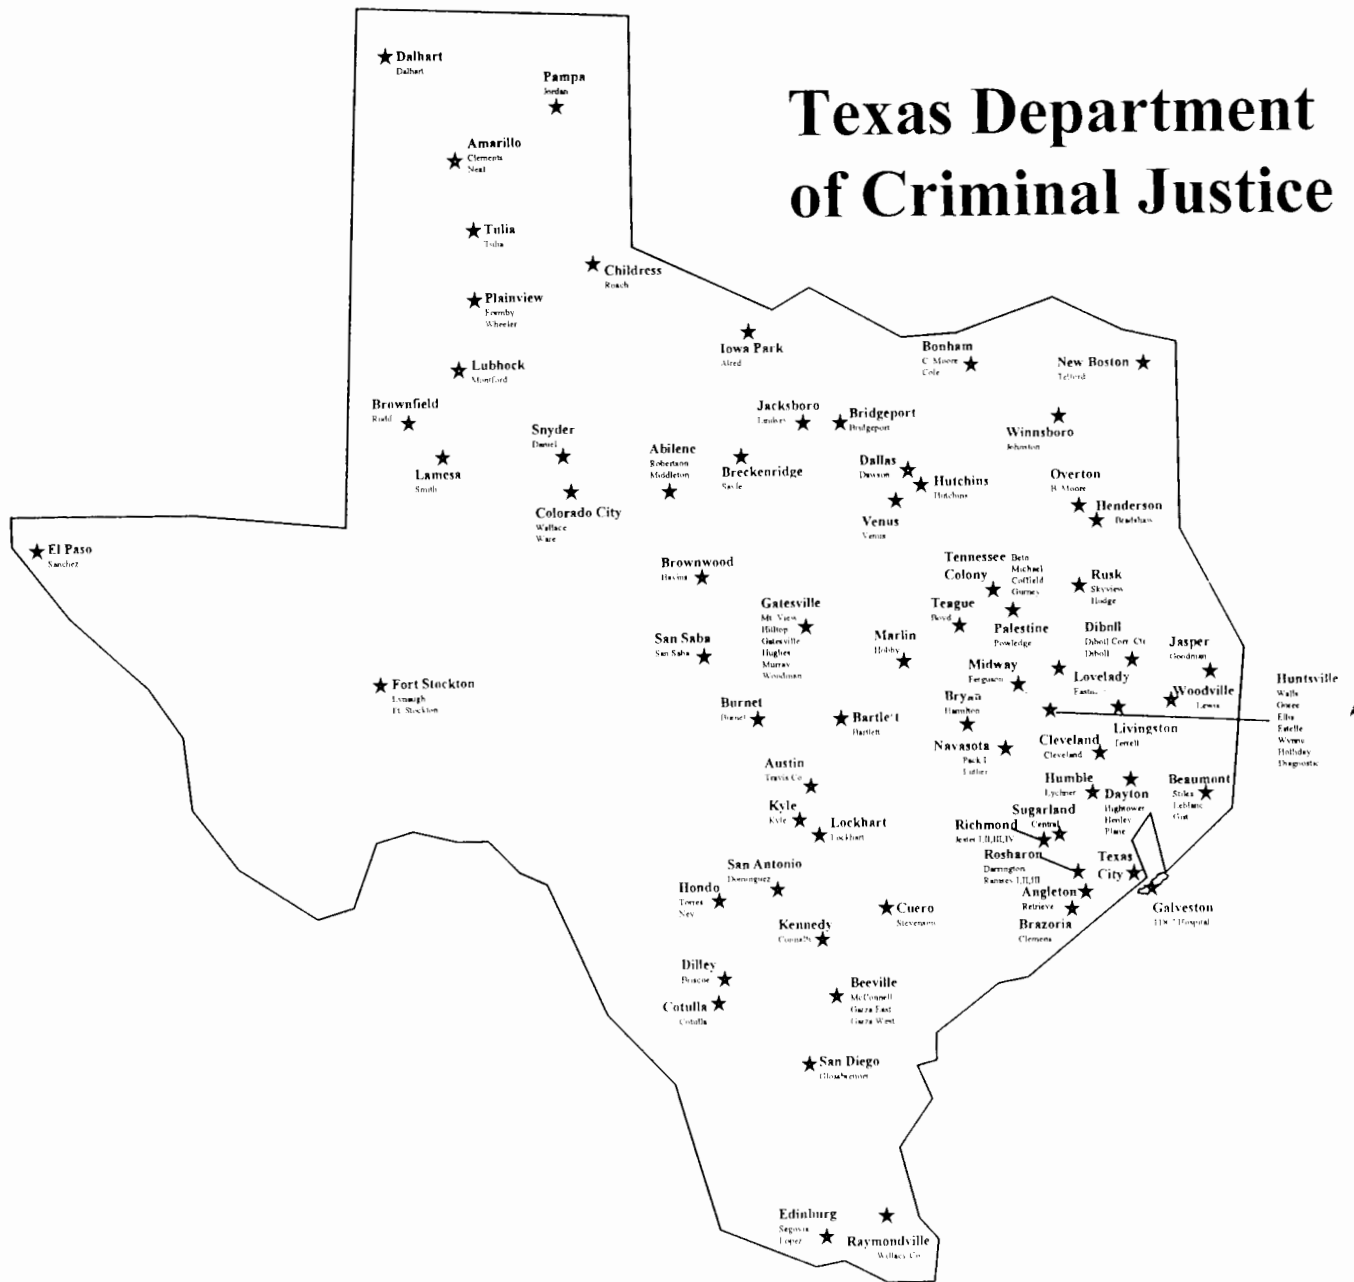 Texas Department
of Criminal Justice
Dalhart
Dalhart
Pampa
Jordan
Amarillo
Clements
Neal
Tulia
Tulia
Childress
Roach
Plainview
Formby
Wheeler
Iowa Park
Alred
Bonham
C. Moore
Cole
New Boston
Telford
Lubhock
Montford
Brownfield
Rudd
Jacksboro
Lindsey
Bridgeport
Bridgeport
Winnsboro
Johnston
Snyder
Daniel
Abilene
Robertson
Middleton
Lamesa
Smith
Breckenridge
Sayle
Dallas
Dawson
Hutchins
Hutchins
Overton
B. Moore
Henderson
Bradshaw
Colorado City
Wallace
Ware
Venus
Venus
El Paso
Sanchez
Brownwood
Havins
Tennessee
Colony
Beto
Michael
Coffield
Gurney
Rusk
Skyview
Hodge
Gatesville
Mt. View
Hilltop
Gatesville
Hughes
Murray
Woodman
Teague
Boyd
Palestine
Powledge
San Saba
San Saba
Marlin
Hobby
Diboll
Diboll Corr. Ctr.
Diboll
Jasper
Goodman
Midway
Ferguson
Lovelady
Fort Stockton
Lynaugh
Ft. Stockton
Woodville
Lewis
Huntsville
Walls
Goree
Ellis
Estelle
Wynne
Holliday
Diagnostic
Burnet
Burnet
Bartlett
Bartlett
Bryan
Hamilton
Livingston
Terrell
Navasota
Pack I
Luther
Cleveland
Cleveland
Austin
Travis Co
Humble
Lychner
Dayton
Hightower
Henley
Plane
Beaumont
Stiles
Leblanc
Gist
Kyle
Kyle
Lockhart
Lockhart
Sugarland
Central
Richmond
Jester I,II,III,IV
Rosharon
Darrington
Ramsey I,II,III
Texas
City
San Antonio
Dominguez
Hondo
Torres
Ney
Angleton
Retrieve
Galveston
Hospital
Cuero
Stevenson
Brazoria
Clemens
Kennedy
Connally
Dilley
Briscoe
Beeville
McConnell
Garza East
Garza West
Cotulla
Cotulla
San Diego
Edinburg
Segovia
Lopez
Raymondville
Willacy Co.